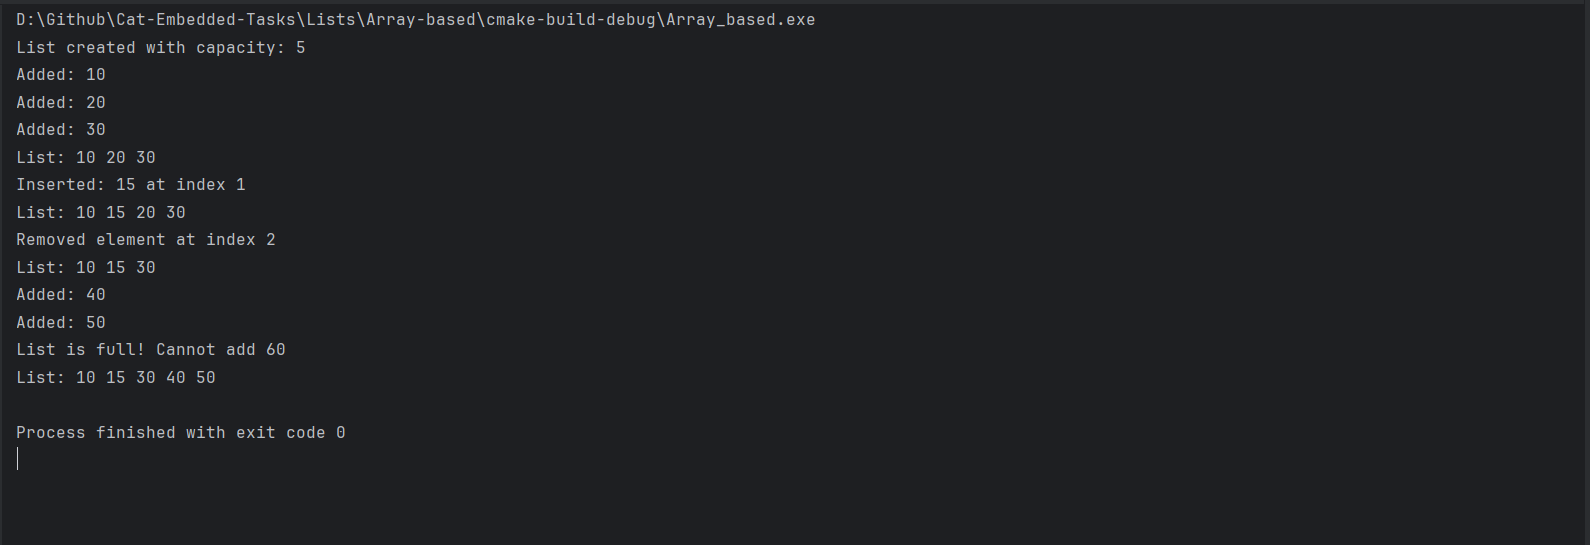 D:\Github\Cat-Embedded-Tasks\Lists\Array-based\cmake-build-debug\Array_based.exe
List created with capacity: 5
Added: 10
Added: 20
Added: 30
List: 10 20 30
Inserted: 15 at index 1
List: 10 15 20 30
Removed element at index 2
List: 10 15 30
Added: 40
Added: 50
List is full! Cannot add 60
List: 10 15 30 40 50
Process finished with exit code 0